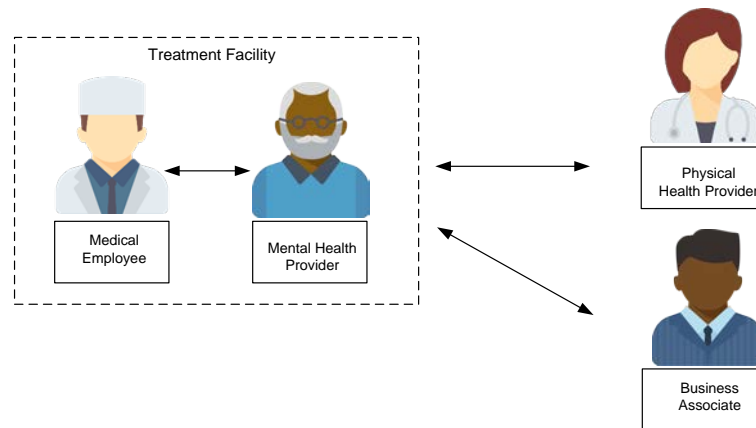 Treatment Facility
Medical
Employee
Mental Health
Provider
Physical
Health Provider
Business
Associate